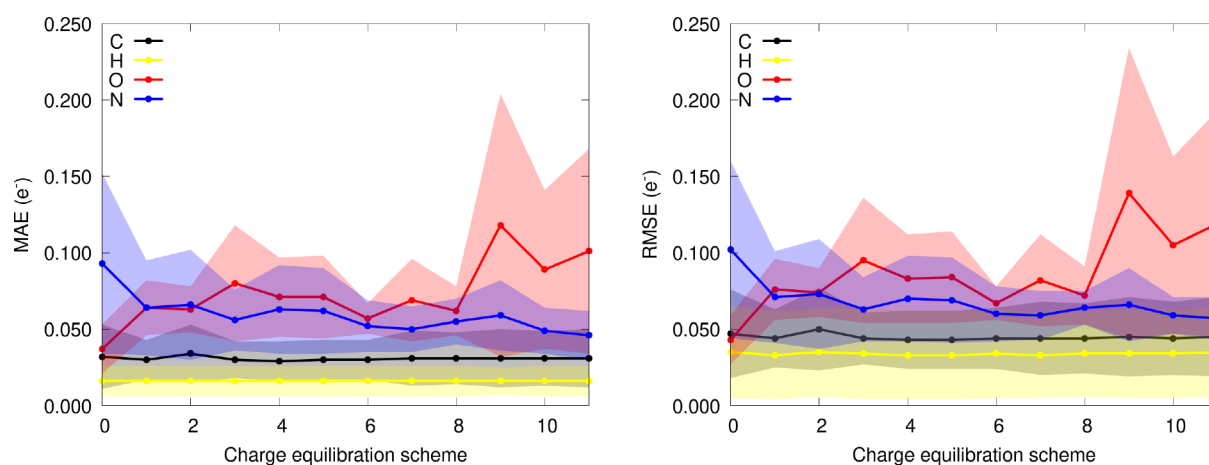 0.250
0.200
0.150
0.100
0.050
0.000
MAE (e-)
C
H
O
N
0 2 4 6 8 10
Charge equilibration scheme
0.250
0.200
0.150
0.100
0.050
0.000
RMSE (e-)
C
H
O
N
0 2 4 6 8 10
Charge equilibration scheme